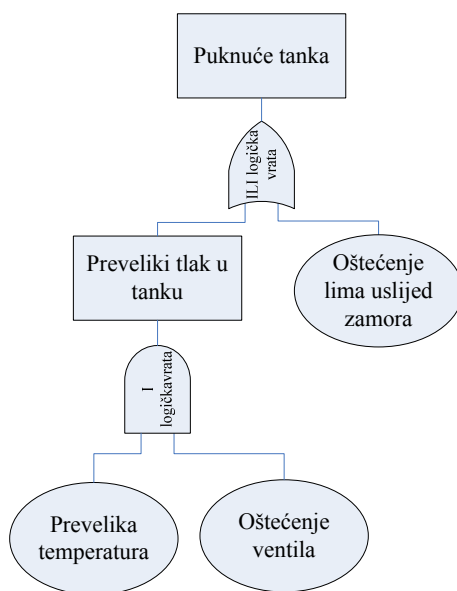 Puknuće tanka
ILI logička
vrata
Preveliki tlak u
tanku
Oštećenje
lima uslijed
zamora
I
logičkavrata
Prevelika
temperatura
Oštećenje
ventila